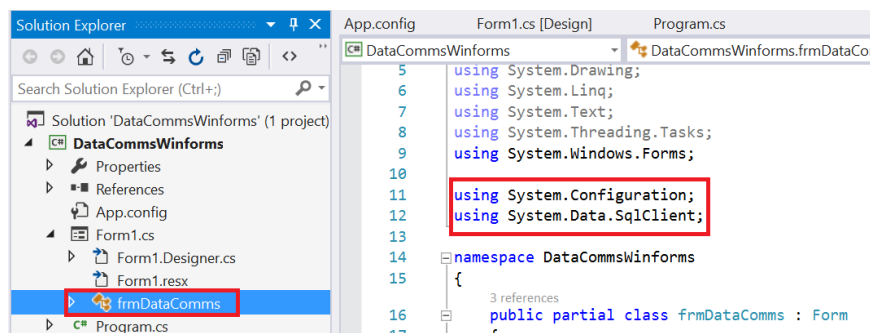 Solution Explorer
Search Solution Explorer (Ctrl+;)
Solution 'DataCommsWinforms' (1 project)
C# DataCommsWinforms
Properties
References
App.config
Form1.cs
Form1.Designer.cs
Form1.resx
frmDataComms
C# Program.cs
App.config Form1.cs [Design] Program.cs
C# DataCommsWinforms DataCommsWinforms.frmDataCo
5 using System.Drawing;
6 using System.Linq;
7 using System.Text;
8 using System.Threading.Tasks;
9 using System.Windows.Forms;
10
11 using System.Configuration;
12 using System.Data.SqlClient;
13
14 namespace DataCommsWinforms
15 {
3 references
16 public partial class frmDataComms : Form